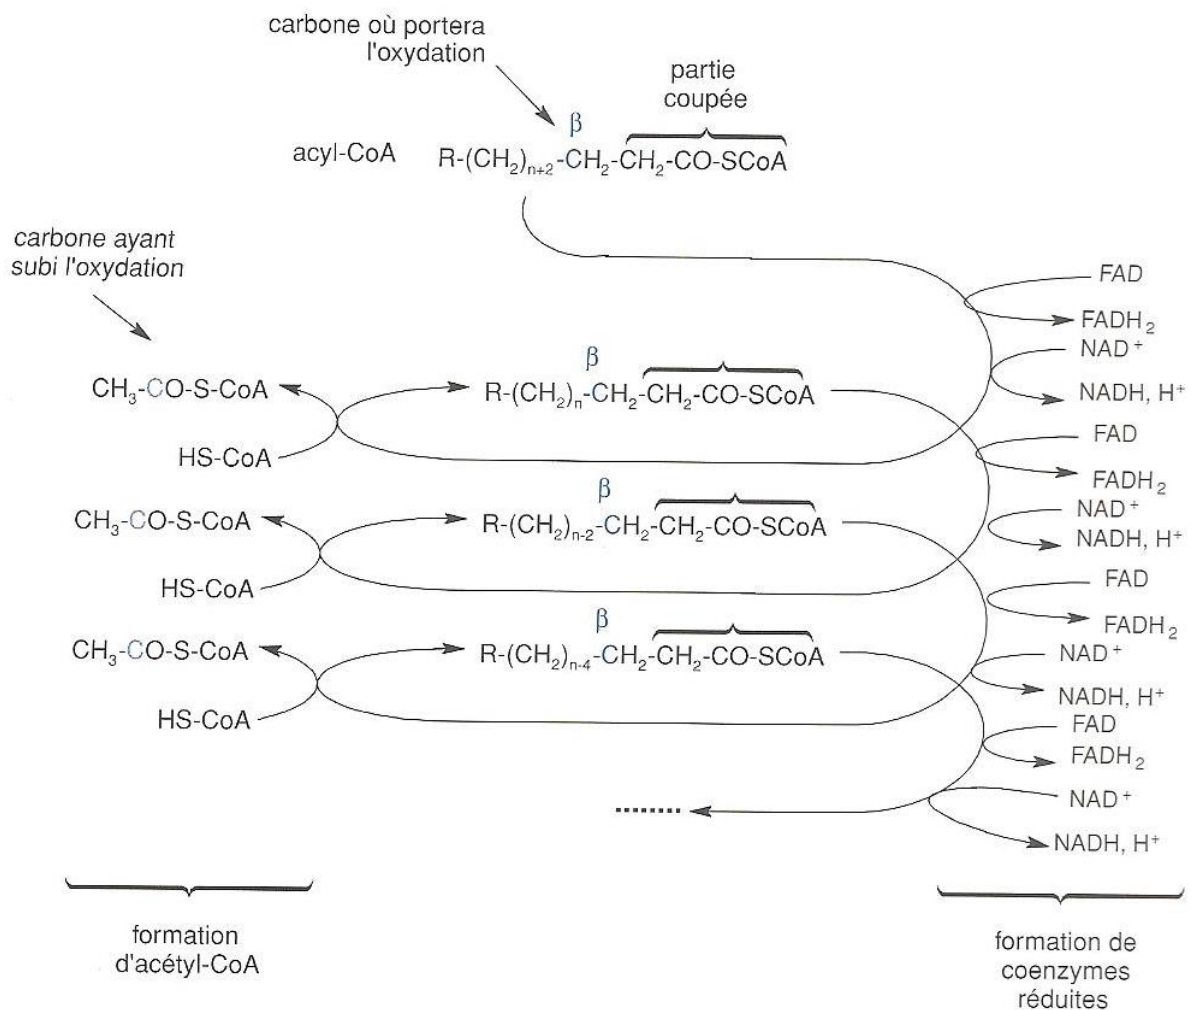 carbone où portera
l'oxydation
partie
coupée
β
acyl-CoA R-(CH₂)ₙ₊₂-CH₂-CH₂-CO-SCoA
carbone ayant
subi l'oxydation
FAD
FADH₂
β
NAD⁺
CH₃-CO-S-CoA R-(CH₂)ₙ-CH₂-CH₂-CO-SCoA NADH, H⁺
FAD
HS-CoA
FADH₂
β
NAD⁺
CH₃-CO-S-CoA R-(CH₂)ₙ₋₂-CH₂-CH₂-CO-SCoA NADH, H⁺
FAD
HS-CoA
FADH₂
β
CH₃-CO-S-CoA R-(CH₂)ₙ₋₄-CH₂-CH₂-CO-SCoA NAD⁺
NADH, H⁺
HS-CoA FAD
FADH₂
NAD⁺
NADH, H⁺
formation
d'acétyl-CoA
formation de
coenzymes
réduites